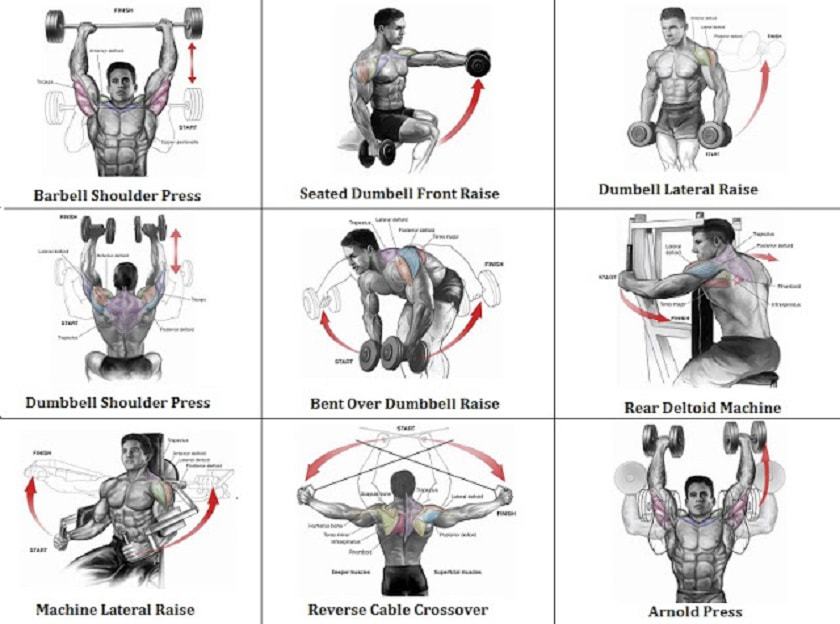 FINISH
Anterior deltoid
Triceps
START
Upper pectoralis
Barbell Shoulder Press
Seated Dumbell Front Raise
Anterior deltoid
Lateral deltoid
Posterior deltoid
FINISH
START
Dumbell Lateral Raise
FINISH
Lateral deltoid
Anterior deltoid
Triceps
START
Trapezius
Posterior deltoid
Dumbbell Shoulder Press
Trapezius
Lateral deltoid
Posterior deltoid
Teres major
FINISH
START
Bent Over Dumbbell Raise
Trapezius
Posterior deltoid
Lateral deltoid
START
Rhomboid
Teres major
Infraspinatus
FINISH
Rear Deltoid Machine
Trapezius
Anterior deltoid
Lateral deltoid
Posterior deltoid
FINISH
START
Machine Lateral Raise
START
Trapezius
Lateral deltoid
FINISH
Teres minor
Infraspinatus
Rhomboid
Posterior deltoid
Deeper muscles
Superficial muscles
Reverse Cable Crossover
Arnold Press